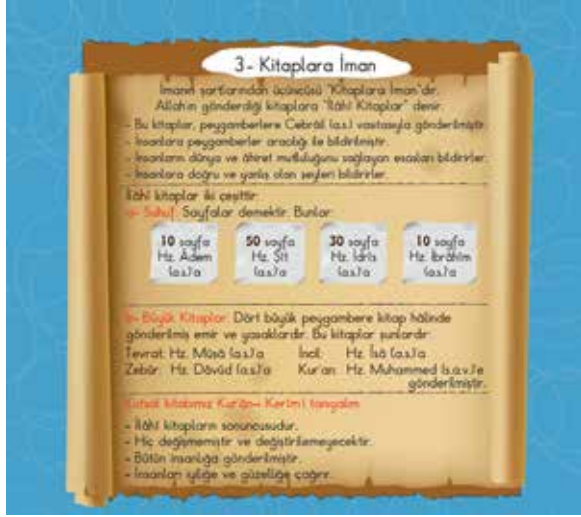 3- Kitaplara İman
İmanın şartlarından üçüncüsü "Kitaplara İman"dır.
Allah'ın gönderdiği kitaplara "İlâhî Kitaplar" denir.
- Bu kitaplar, peygamberlere Cebrâil (a.s.) vasıtasıyla gönderilmiştir.
- İnsanlara peygamberler aracılığı ile bildirilmiştir.
- İnsanların dünya ve âhiret mutluluğunu sağlayan esasları bildirirler.
- İnsanlara doğru ve yanlış olan şeyleri bildirirler.
İlâhî kitaplar iki çeşittir:
a- Suhuf: Sayfalar demektir. Bunlar:
10 sayfa
Hz. Âdem
(a.s.)'a
50 sayfa
Hz. Şit
(a.s.)'a
30 sayfa
Hz. İdris
(a.s.)'a
10 sayfa
Hz. İbrâhim
(a.s.)'a
b- Büyük Kitaplar: Dört büyük peygambere kitap hâlinde
gönderilmiş emir ve yasaklardır. Bu kitaplar şunlardır:
Tevrat: Hz. Mûsâ (a.s.)'a İncil: Hz. Îsâ (a.s.)'a
Zebûr: Hz. Dâvûd (a.s.)'a Kur'an: Hz. Muhammed (s.a.v.)'e
gönderilmiştir.
Kutsal kitabımız Kur'ân-ı Kerim'i tanıyalım
- İlâhî kitapların sonuncusudur.
- Hiç değişmemiştir ve değiştirilemeyecektir.
- Bütün insanlığa gönderilmiştir.
- İnsanları iyiliğe ve güzelliğe çağırır.